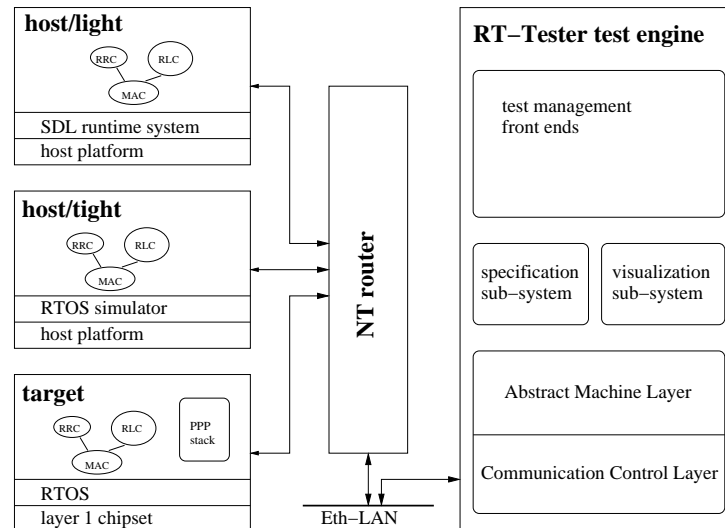 host/light
RRC
RLC
MAC
SDL runtime system
host platform
host/tight
RRC
RLC
MAC
RTOS simulator
host platform
target
RRC
RLC
MAC
PPP
stack
RTOS
layer 1 chipset
NT router
Eth−LAN
RT−Tester test engine
test management
front ends
specification
sub−system
visualization
sub−system
Abstract Machine Layer
Communication Control Layer